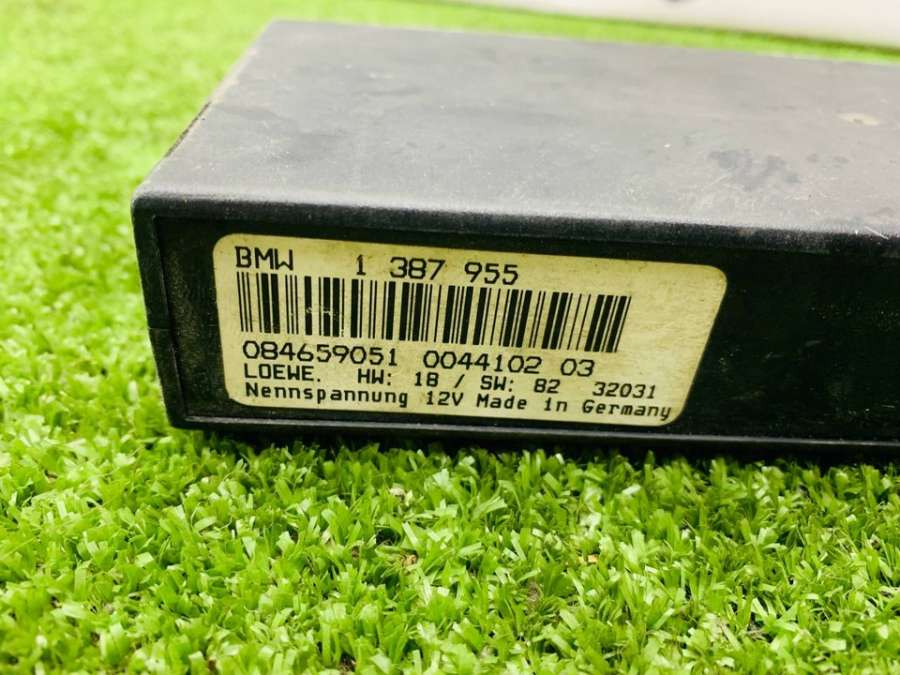 BMW 1 387 955
084659051 0044102 03
LOEWE. HW: 18 / SW: 82 32031
Nennspannung 12V Made in Germany